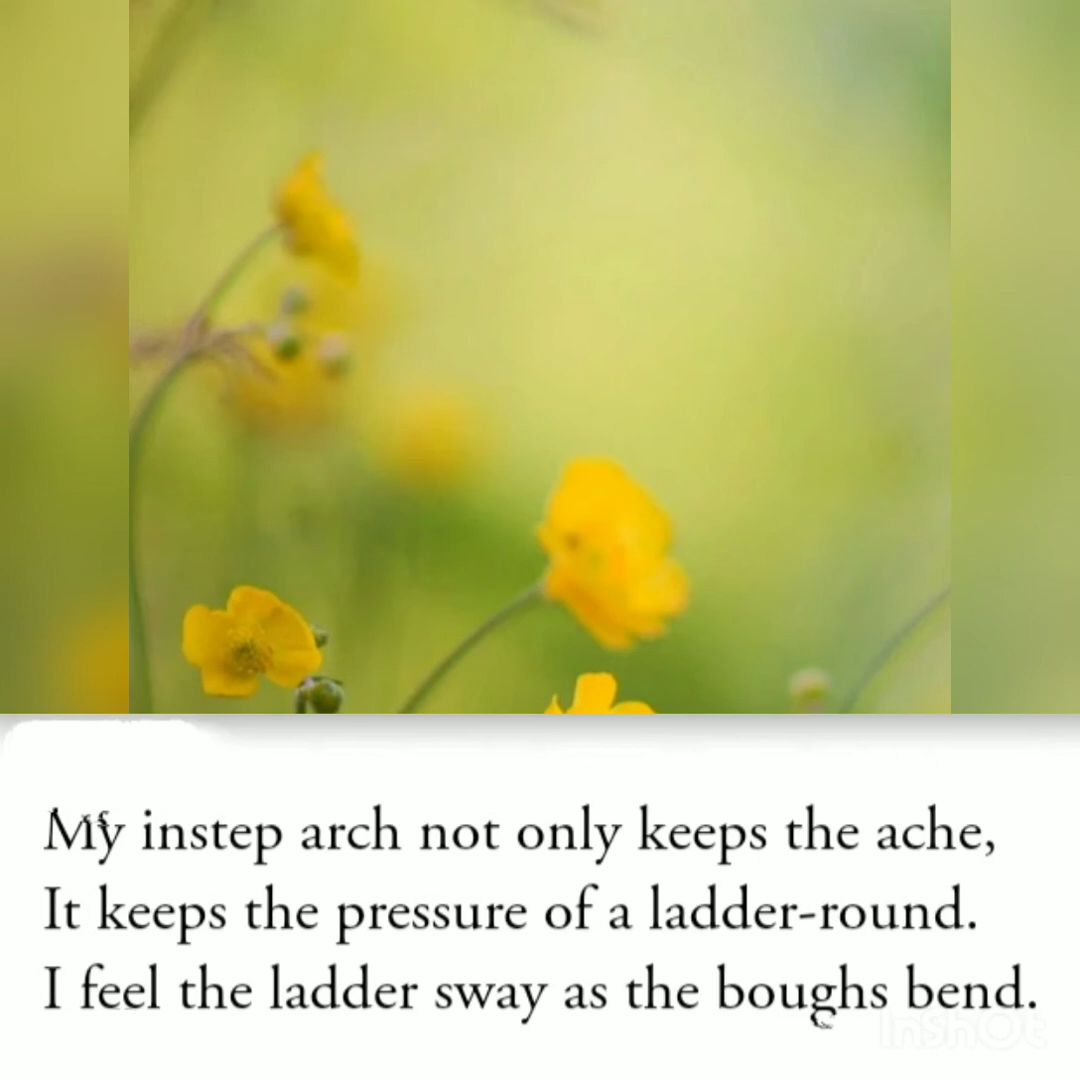 My instep arch not only keeps the ache,
It keeps the pressure of a ladder-round.
I feel the ladder sway as the boughs bend.
InShOt